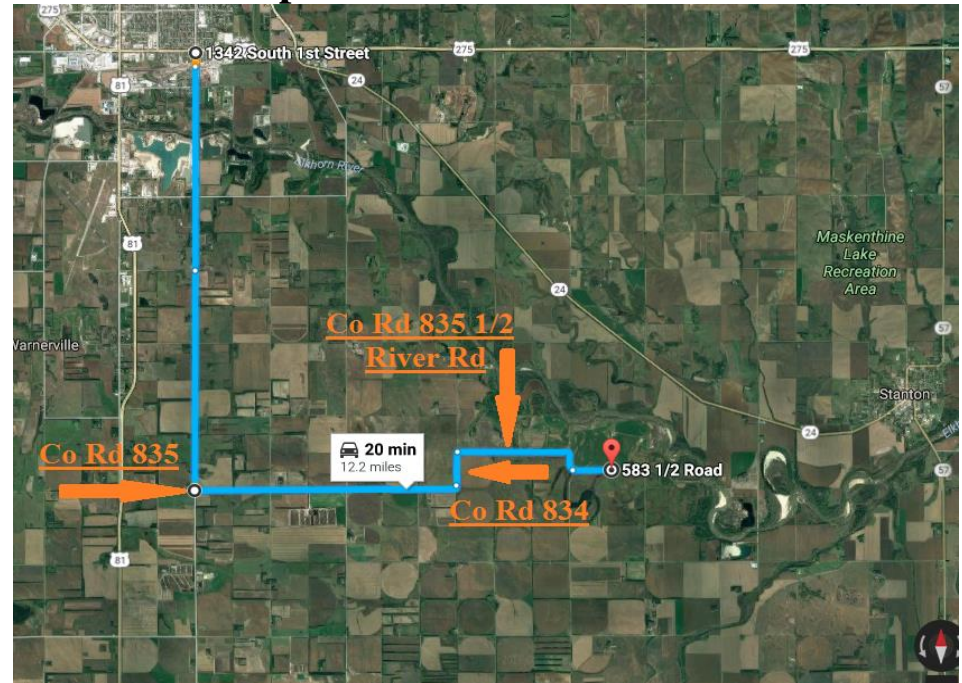 275
1342 South 1st Street
275
275
24
57
81
Elkhorn River
81
Maskenthine
Lake
Recreation
Area
24
Co Rd 835 1/2
River Rd
57
Warnerville
Stanton
24
Co Rd 835
20 min
12.2 miles
583 1/2 Road
57
Co Rd 834
81